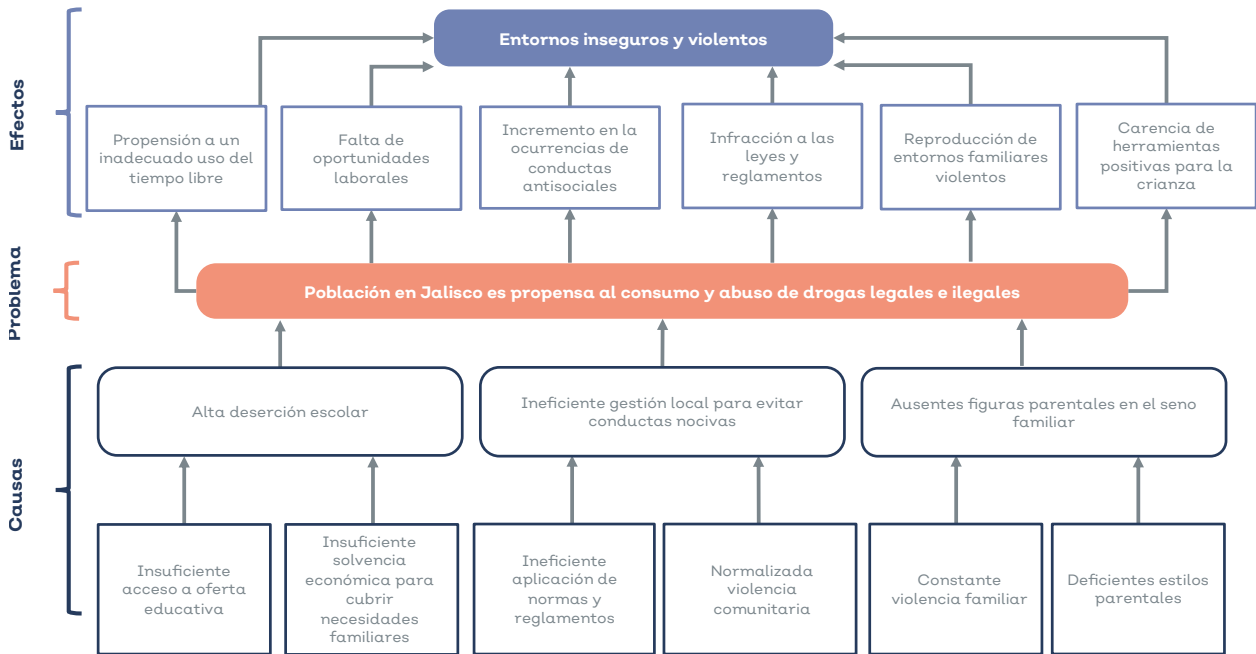 Efectos
Entornos inseguros y violentos
Propensión a un
inadecuado uso del
tiempo libre
Falta de
oportunidades
laborales
Incremento en la
ocurrencias de
conductas
antisociales
Infracción a las
leyes y
reglamentos
Reproducción de
entornos familiares
violentos
Carencia de
herramientas
positivas para la
crianza
Problema
Población en Jalisco es propensa al consumo y abuso de drogas legales e ilegales
Causas
Alta deserción escolar
Ineficiente gestión local para evitar
conductas nocivas
Ausentes figuras parentales en el seno
familiar
Insuficiente
acceso a oferta
educativa
Insuficiente
solvencia
económica para
cubrir
necesidades
familiares
Ineficiente
aplicación de
normas y
reglamentos
Normalizada
violencia
comunitaria
Constante
violencia familiar
Deficientes estilos
parentales